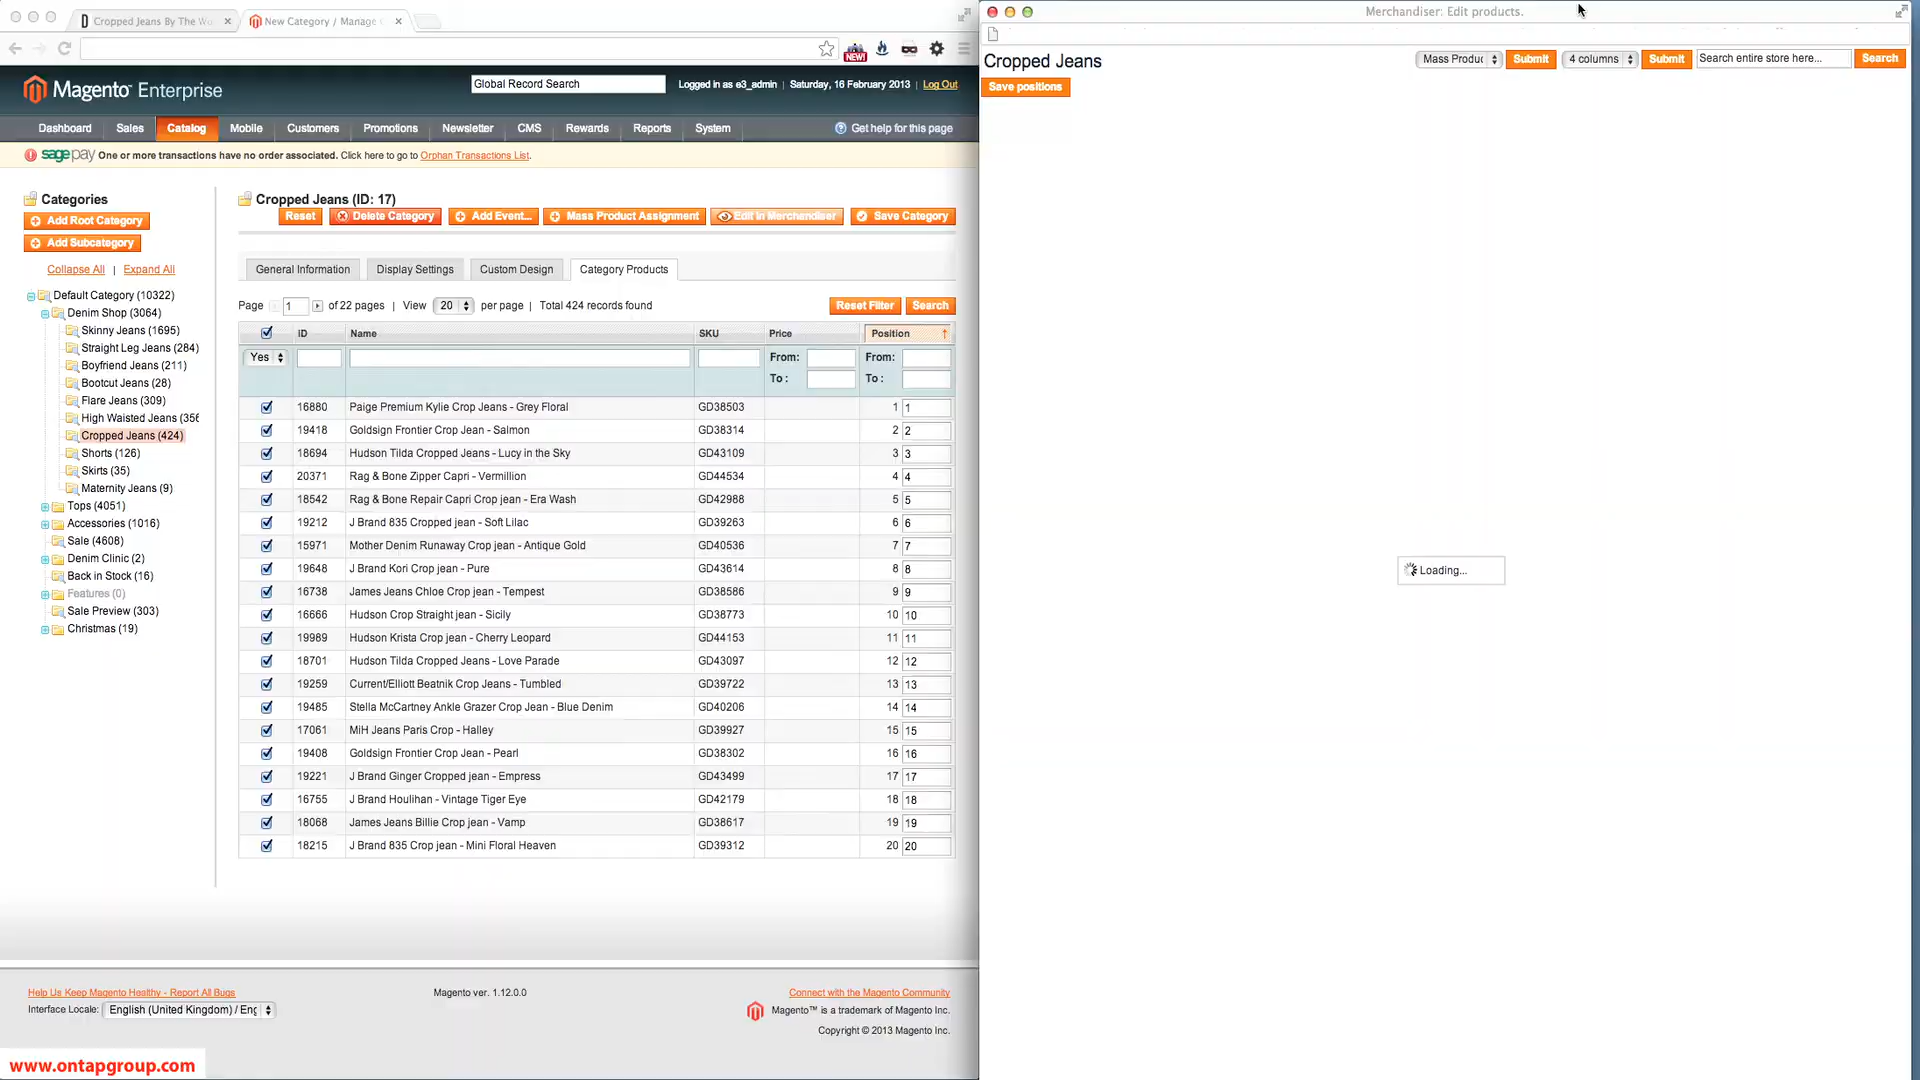 Cropped Jeans By The Wo
New Category / Manage C
NEW!
Magento Enterprise
Global Record Search
Logged in as e3_admin | Saturday, 16 February 2013 | Log Out
Dashboard Sales Catalog Mobile Customers Promotions Newsletter CMS Rewards Reports System Get help for this page
sage pay One or more transactions have no order associated. Click here to go to Orphan Transactions List.
Categories
Add Root Category
Add Subcategory
Collapse All | Expand All
Default Category (10322)
Denim Shop (3064)
Skinny Jeans (1695)
Straight Leg Jeans (284)
Boyfriend Jeans (211)
Bootcut Jeans (28)
Flare Jeans (309)
High Waisted Jeans (356
Cropped Jeans (424)
Shorts (126)
Skirts (35)
Maternity Jeans (9)
Tops (4051)
Accessories (1016)
Sale (4608)
Denim Clinic (2)
Back in Stock (16)
Features (0)
Sale Preview (303)
Christmas (19)
Cropped Jeans (ID: 17)
Reset Delete Category Add Event... Mass Product Assignment Edit In Merchandiser Save Category
General Information Display Settings Custom Design Category Products
Page 1 of 22 pages | View 20 per page | Total 424 records found Reset Filter Search
ID Name SKU Price Position
Yes From: From:
To : To :
16880 Paige Premium Kylie Crop Jeans - Grey Floral GD38503 1 1
19418 Goldsign Frontier Crop Jean - Salmon GD38314 2 2
18694 Hudson Tilda Cropped Jeans - Lucy in the Sky GD43109 3 3
20371 Rag & Bone Zipper Capri - Vermillion GD44534 4 4
18542 Rag & Bone Repair Capri Crop jean - Era Wash GD42988 5 5
19212 J Brand 835 Cropped jean - Soft Lilac GD39263 6 6
15971 Mother Denim Runaway Crop jean - Antique Gold GD40536 7 7
19648 J Brand Kori Crop jean - Pure GD43614 8 8
16738 James Jeans Chloe Crop jean - Tempest GD38586 9 9
16666 Hudson Crop Straight jean - Sicily GD38773 10 10
19989 Hudson Krista Crop jean - Cherry Leopard GD44153 11 11
18701 Hudson Tilda Cropped Jeans - Love Parade GD43097 12 12
19259 Current/Elliott Beatnik Crop Jeans - Tumbled GD39722 13 13
19485 Stella McCartney Ankle Grazer Crop Jean - Blue Denim GD40206 14 14
17061 MiH Jeans Paris Crop - Halley GD39927 15 15
19408 Goldsign Frontier Crop Jean - Pearl GD38302 16 16
19221 J Brand Ginger Cropped jean - Empress GD43499 17 17
16755 J Brand Houlihan - Vintage Tiger Eye GD42179 18 18
18068 James Jeans Billie Crop jean - Vamp GD38617 19 19
18215 J Brand 835 Crop jean - Mini Floral Heaven GD39312 20 20
Help Us Keep Magento Healthy - Report All Bugs
Interface Locale: English (United Kingdom) / Eng
Magento ver. 1.12.0.0
Connect with the Magento Community
Magento™ is a trademark of Magento Inc.
Copyright © 2013 Magento Inc.
www.ontapgroup.com
Merchandiser: Edit products.
Cropped Jeans
Mass Produc Submit 4 columns Submit Search entire store here... Search
Save positions
Loading...